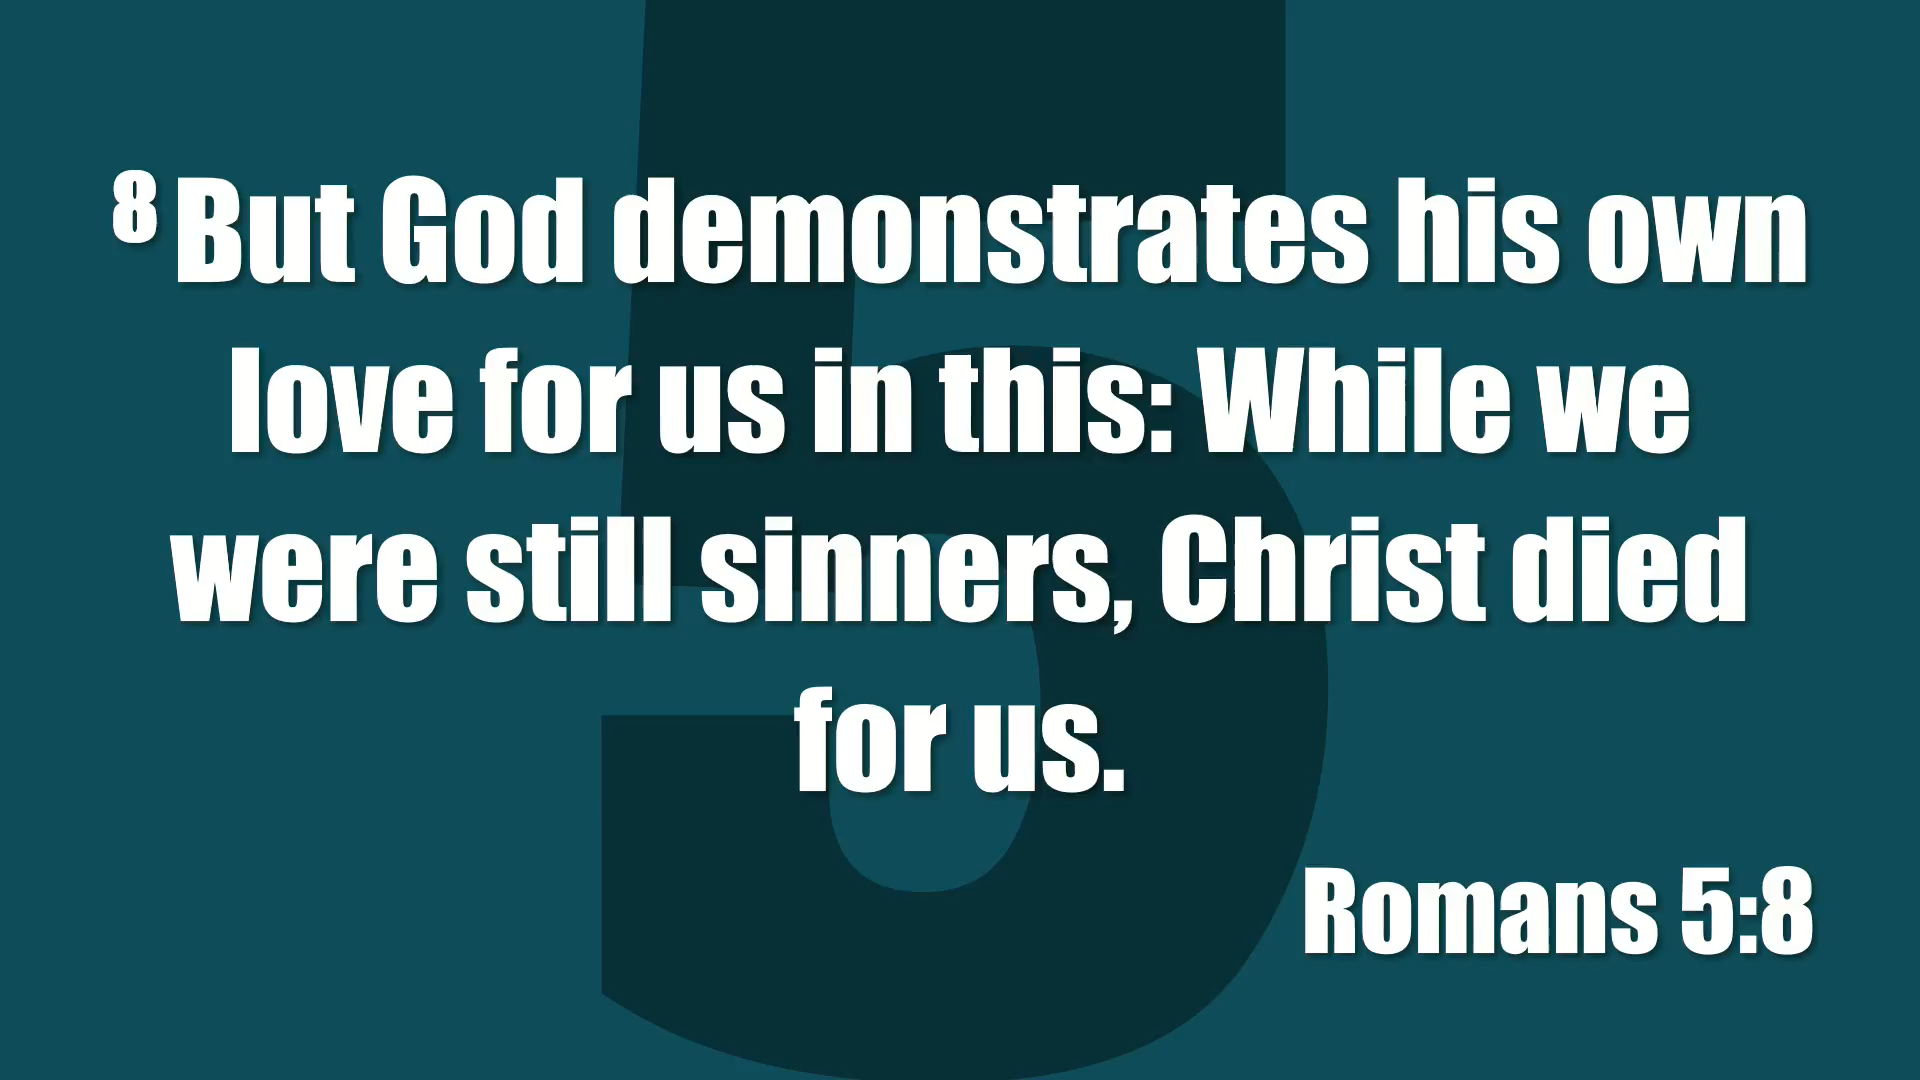 5
⁸ But God demonstrates his own
love for us in this: While we
were still sinners, Christ died
for us.
Romans 5:8